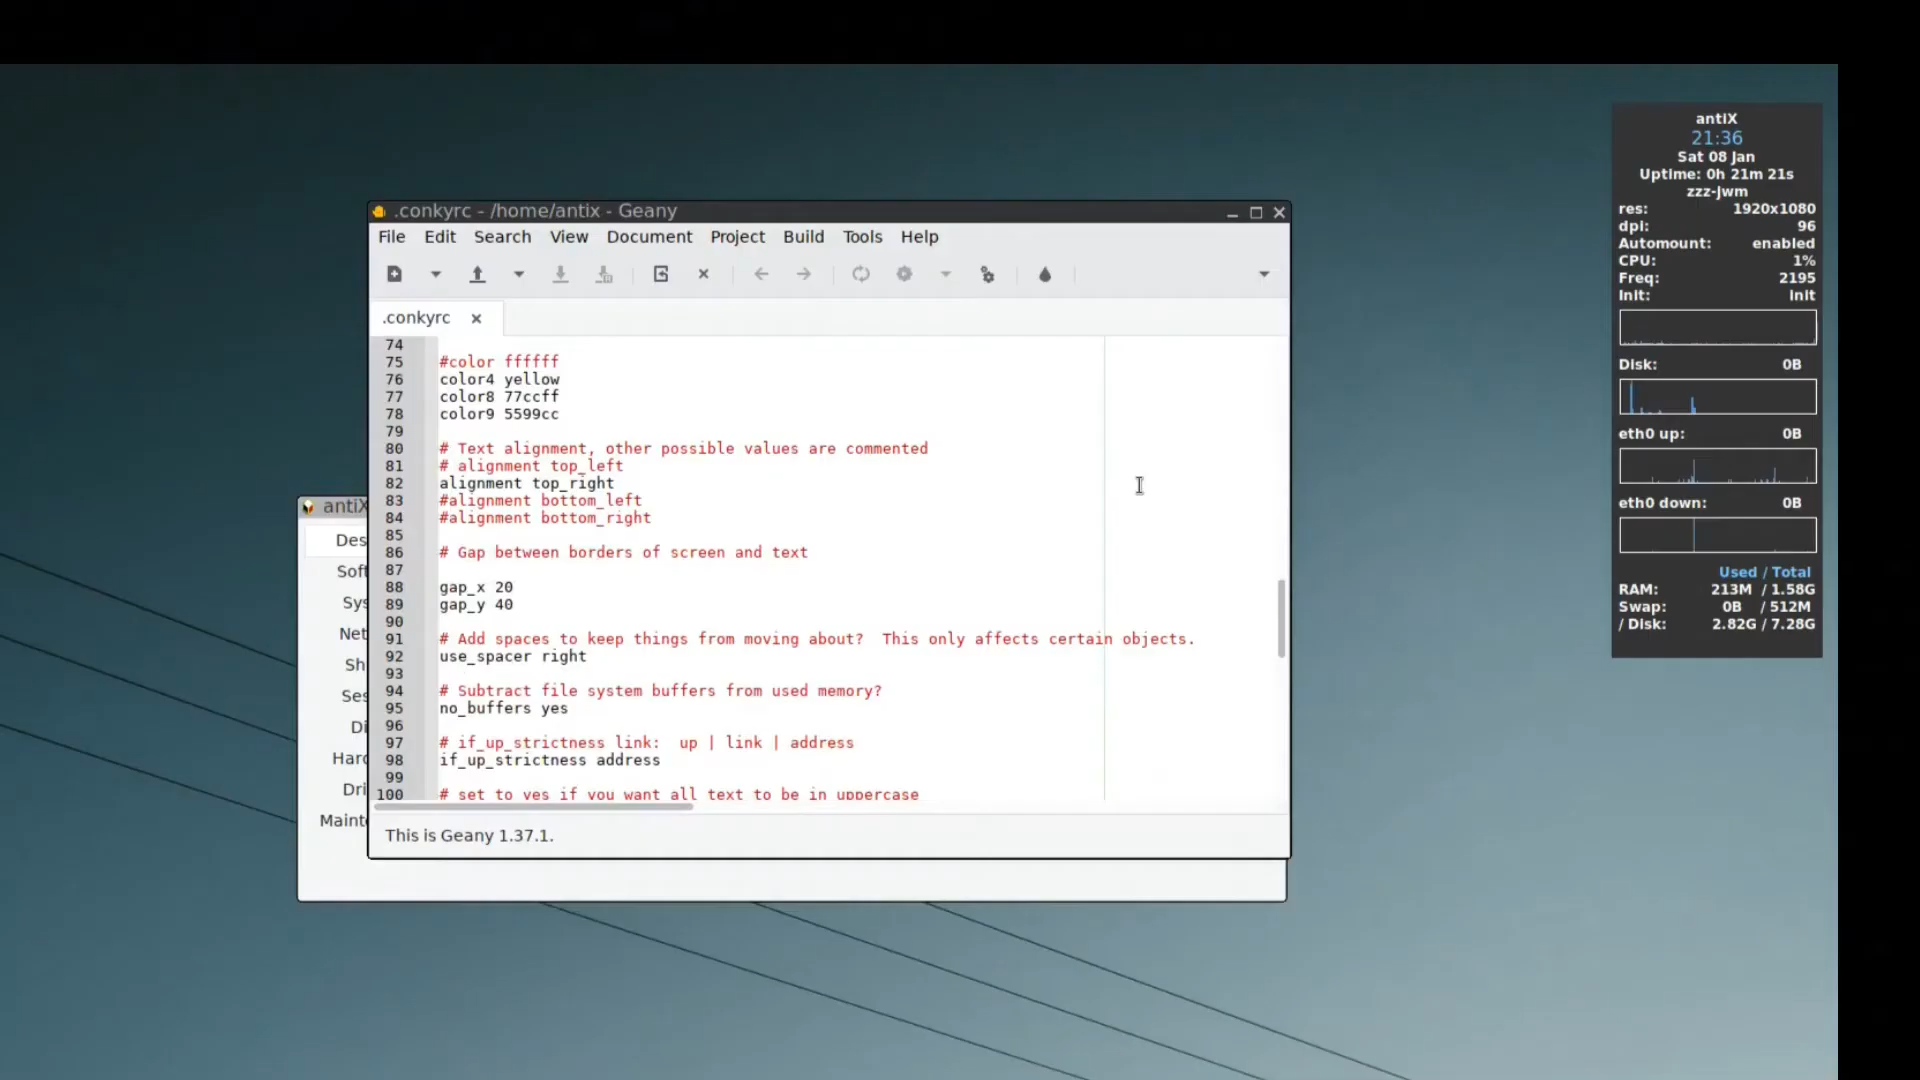 .conkyrc - /home/antix - Geany
File Edit Search View Document Project Build Tools Help
.conkyrc
74
75 #color ffffff
76 color4 yellow
77 color8 77ccff
78 color9 5599cc
79
80 # Text alignment, other possible values are commented
81 # alignment top_left
82 alignment top_right
83 #alignment bottom_left
84 #alignment bottom_right
85
86 # Gap between borders of screen and text
87
88 gap_x 20
89 gap_y 40
90
91 # Add spaces to keep things from moving about?  This only affects certain objects.
92 use_spacer right
93
94 # Subtract file system buffers from used memory?
95 no_buffers yes
96
97 # if_up_strictness link:  up | link | address
98 if_up_strictness address
99
100 # set to yes if you want all text to be in uppercase
This is Geany 1.37.1.
antiX
Des
Soft
Sys
Net
Sh
Ses
Di
Hard
Dri
Maint
antiX
21:36
Sat 08 Jan
Uptime: 0h 21m 21s
zzz-jwm
res: 1920x1080
dpi: 96
Automount: enabled
CPU: 1%
Freq: 2195
Init: init
Disk: 0B
eth0 up: 0B
eth0 down: 0B
Used / Total
RAM: 213M / 1.58G
Swap: 0B / 512M
/ Disk: 2.82G / 7.28G